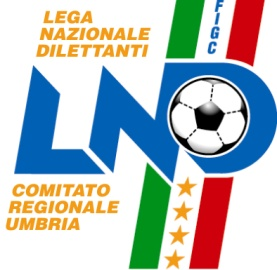 LEGA
NAZIONALE
DILETTANTI
FIGC
LND
COMITATO
REGIONALE
UMBRIA